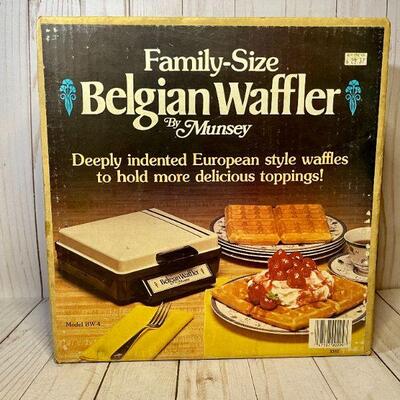 Family-Size
Belgian Waffler
By Munsey
Deeply indented European style waffles
to hold more delicious toppings!
Belgian Waffler
Model BW-4